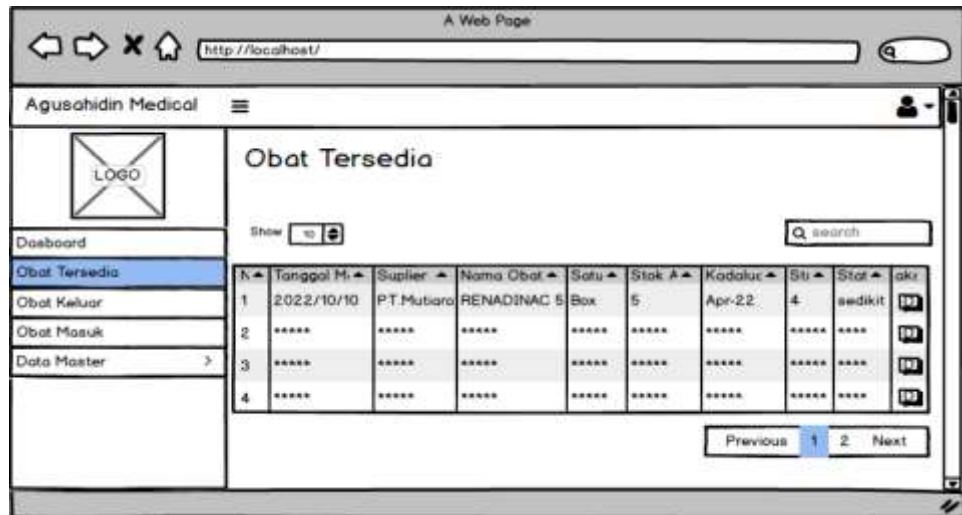 A Web Page
http://localhost/
Agusahidin Medical
LOGO
Obat Tersedia
Show 10
search
Dasboard
Obat Tersedia
Obat Keluar
Obat Masuk
Data Master >
N Tanggal M Suplier Nama Obat Satu Stok A Kadaluc Sti Stat aksi
1 2022/10/10 P.T.Mutiara RENADINAC 5 Box 5 Apr-22 4 sedikit
2 ***** ***** ***** ***** ***** ***** ***** ****
3 ***** ***** ***** ***** ***** ***** ***** ****
4 ***** ***** ***** ***** ***** ***** ***** ****
Previous 1 2 Next